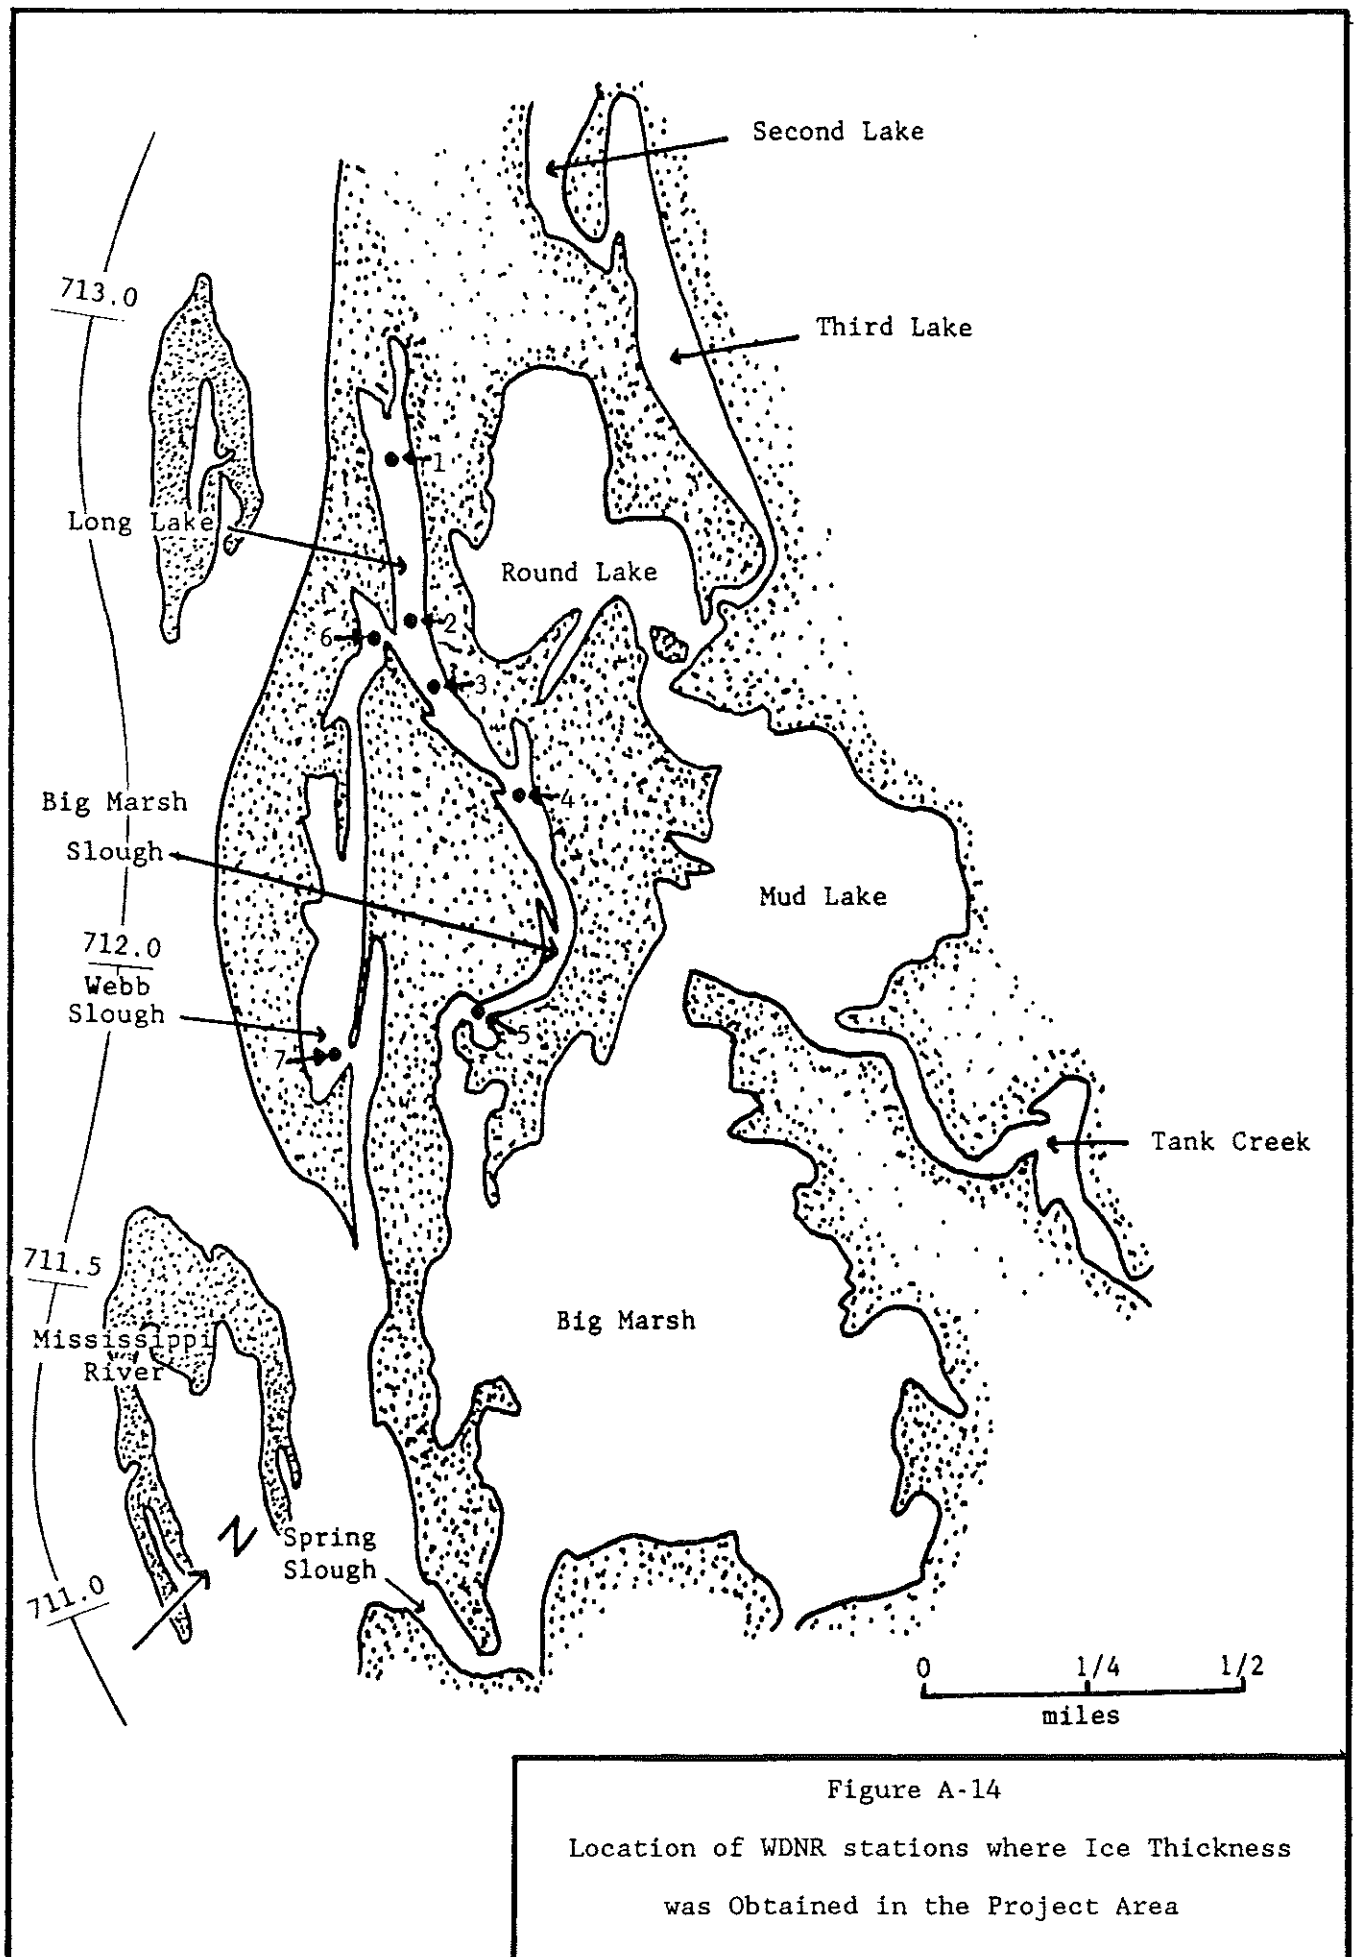 Second Lake
713.0
Third Lake
1
Long Lake
Round Lake
2
6
3
Big Marsh
Slough
4
Mud Lake
712.0
Webb
Slough
5
7
Tank Creek
711.5
Big Marsh
Mississippi
River
N
Spring
Slough
711.0
0 1/4 1/2
miles
Figure A-14
Location of WDNR stations where Ice Thickness
was Obtained in the Project Area